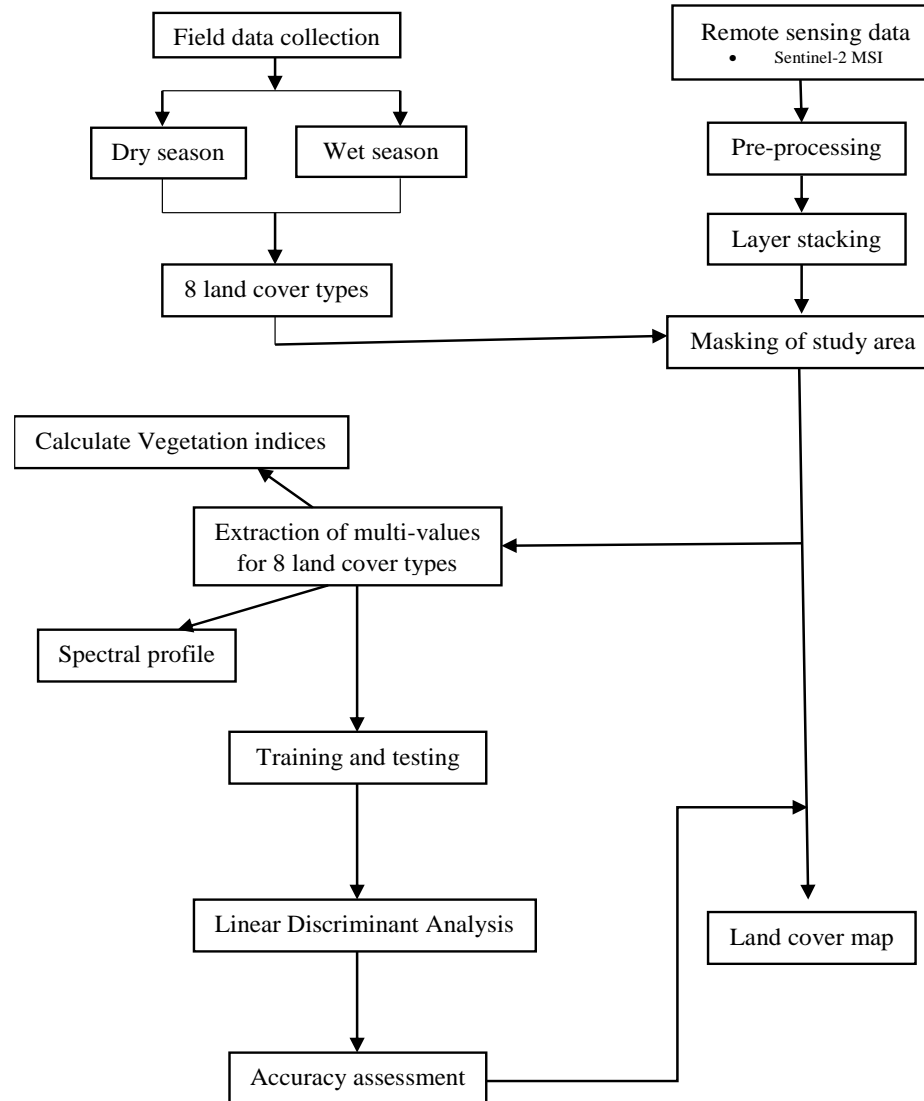 Field data collection
Remote sensing data
• Sentinel-2 MSI
Dry season
Wet season
Pre-processing
Layer stacking
8 land cover types
Masking of study area
Calculate Vegetation indices
Extraction of multi-values
for 8 land cover types
Spectral profile
Training and testing
Linear Discriminant Analysis
Land cover map
Accuracy assessment